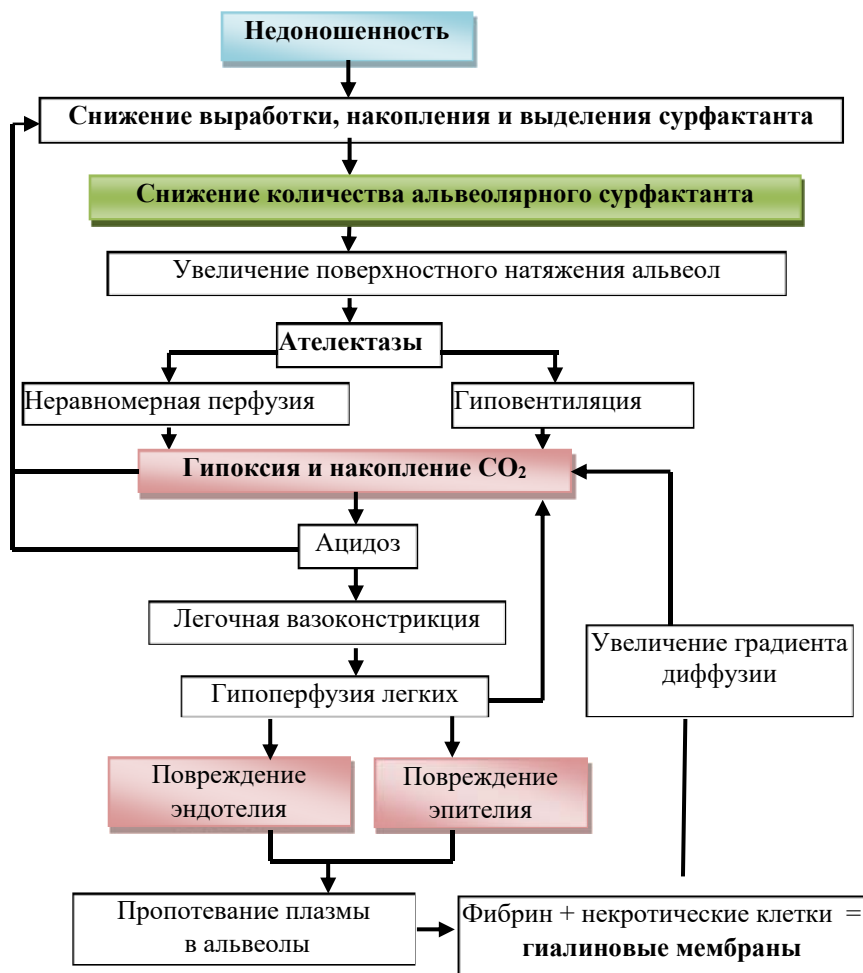 Недоношенность
Снижение выработки, накопления и выделения сурфактанта
Снижение количества альвеолярного сурфактанта
Увеличение поверхностного натяжения альвеол
Ателектазы
Неравномерная перфузия
Гиповентиляция
Гипоксия и накопление CO₂
Ацидоз
Легочная вазоконстрикция
Увеличение градиента
диффузии
Гипоперфузия легких
Повреждение
эндотелия
Повреждение
эпителия
Пропотевание плазмы
в альвеолы
Фибрин + некротические клетки =
гиалиновые мембраны